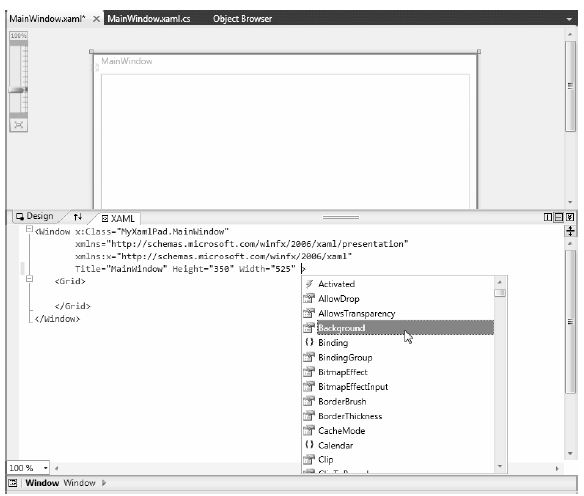 MainWindow.xaml* × MainWindow.xaml.cs Object Browser
100%
MainWindow
Design XAML
<Window x:Class="MyXamlPad.MainWindow"
xmlns="http://schemas.microsoft.com/winfx/2006/xaml/presentation"
xmlns:x="http://schemas.microsoft.com/winfx/2006/xaml"
Title="MainWindow" Height="350" Width="525" >
<Grid>
</Grid>
</Window>
Activated
AllowDrop
AllowsTransparency
Background
Binding
BindingGroup
BitmapEffect
BitmapEffectInput
BorderBrush
BorderThickness
CacheMode
Calendar
Clip
100 %
Window Window